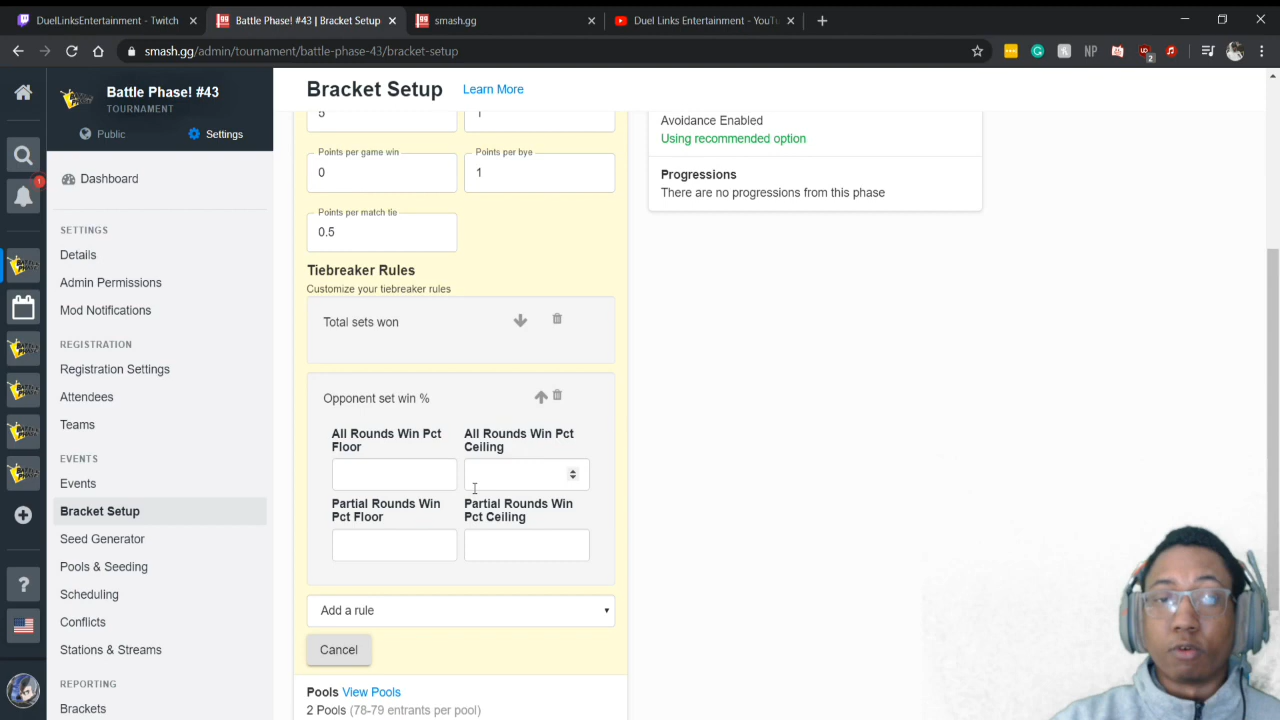 DuelLinksEntertainment - Twitch
Battle Phase! #43 | Bracket Setup
smash.gg
Duel Links Entertainment - YouTu
smash.gg/admin/tournament/battle-phase-43/bracket-setup
NP
2
Battle Phase! #43
TOURNAMENT
Public
Settings
Bracket Setup
Learn More
1
Dashboard
SETTINGS
Details
Admin Permissions
Mod Notifications
REGISTRATION
Registration Settings
Attendees
Teams
EVENTS
Events
Bracket Setup
Seed Generator
Pools & Seeding
Scheduling
Conflicts
Stations & Streams
REPORTING
Brackets
?
5
1
Points per game win
0
Points per bye
1
Points per match tie
0.5
Tiebreaker Rules
Customize your tiebreaker rules
Total sets won
Opponent set win %
All Rounds Win Pct
Floor
All Rounds Win Pct
Ceiling
Partial Rounds Win
Pct Floor
Partial Rounds Win
Pct Ceiling
Add a rule
Cancel
Pools View Pools
2 Pools (78-79 entrants per pool)
Avoidance Enabled
Using recommended option
Progressions
There are no progressions from this phase